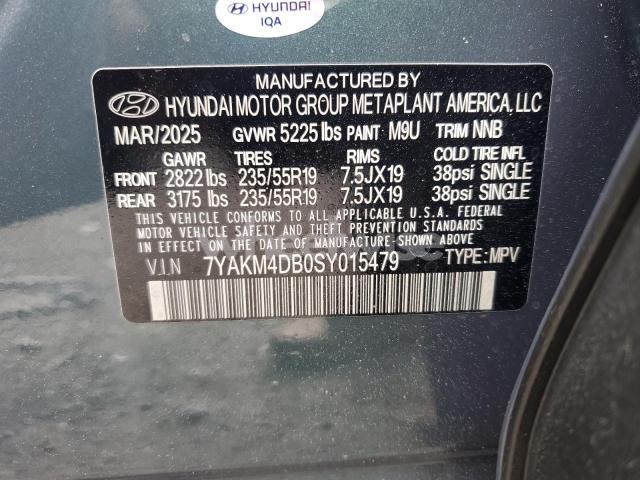 HYUNDAI
IQA
MANUFACTURED BY
HYUNDAI MOTOR GROUP METAPLANT AMERICA, LLC
MAR/2025 GVWR 5225 lbs PAINT M9U TRIM NNB
GAWR TIRES RIMS COLD TIRE INFL
FRONT 2822 lbs 235/55R19 7.5JX19 38psi SINGLE
REAR 3175 lbs 235/55R19 7.5JX19 38psi SINGLE
THIS VEHICLE CONFORMS TO ALL APPLICABLE U.S.A. FEDERAL
MOTOR VEHICLE SAFETY, BUMPER, AND THEFT PREVENTION
STANDARDS IN EFFECT ON THE DATE OF MANUFACTURE SHOWN ABOVE.
V.I.N 7YAKM4DB0SY015479 TYPE: MPV